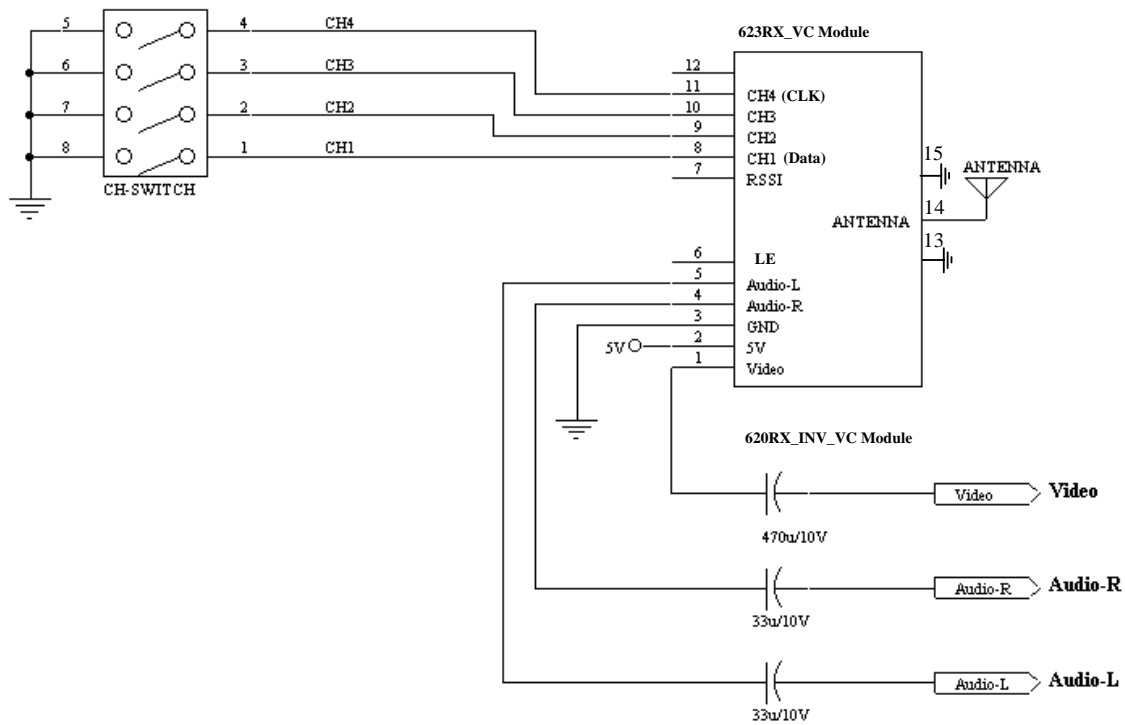 5 4 CH4
6 3 CH3
7 2 CH2
8 1 CH1
CH-SWITCH
623RX_VC Module
12
11 CH4 (CLK)
10 CH3
9 CH2
8 CH1 (Data)
7 RSSI
15
ANTENNA
14
ANTENNA
13
6 LE
5 Audio-L
4 Audio-R
3 GND
5V 2 5V
1 Video
620RX_INV_VC Module
Video Video
470u/10V
Audio-R Audio-R
33u/10V
Audio-L Audio-L
33u/10V